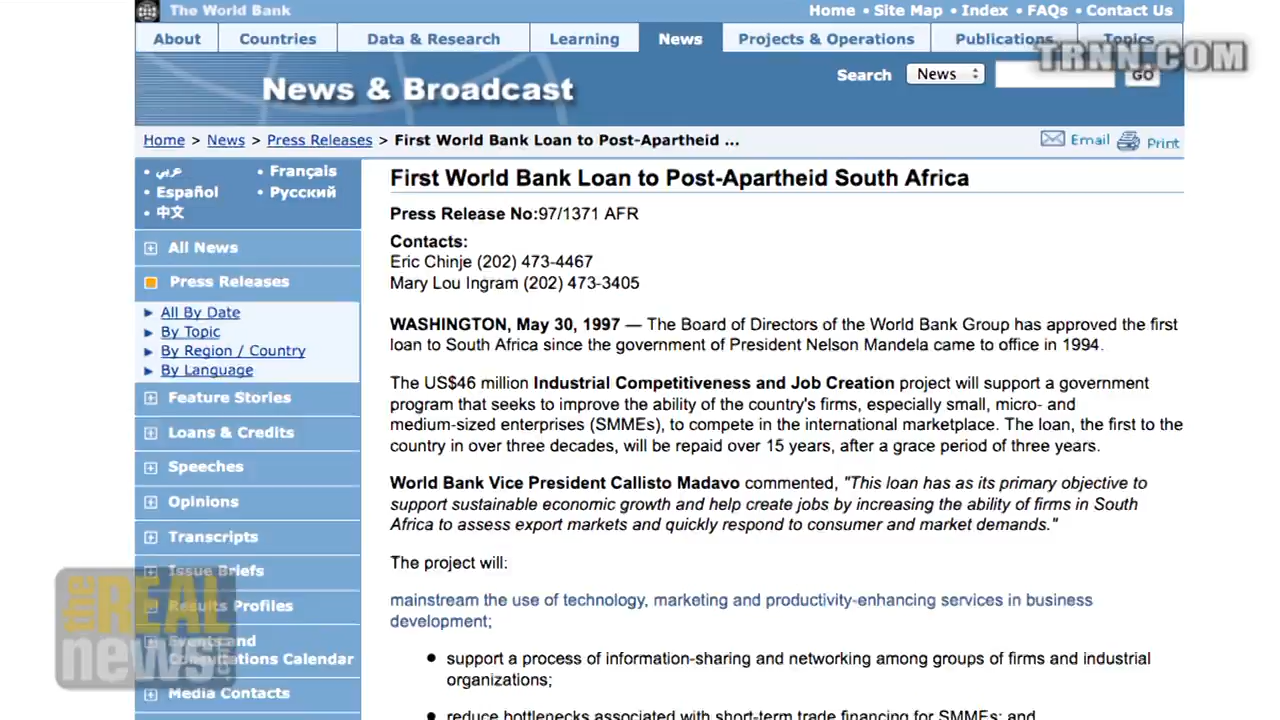 The World Bank
Home • Site Map • Index • FAQs • Contact Us
About Countries Data & Research Learning News Projects & Operations Publications Topics
TRNN.COM
News & Broadcast
Search News GO
Home > News > Press Releases > First World Bank Loan to Post-Apartheid ...
Email Print
• عربي • Français
• Español • Русский
• 中文
All News
Press Releases
All By Date
By Topic
By Region / Country
By Language
Feature Stories
Loans & Credits
Speeches
Opinions
Transcripts
Issue Briefs
Results Profiles
Events and
Consultations Calendar
Media Contacts
the REAL
news.com
First World Bank Loan to Post-Apartheid South Africa
Press Release No:97/1371 AFR
Contacts:
Eric Chinje (202) 473-4467
Mary Lou Ingram (202) 473-3405
WASHINGTON, May 30, 1997 — The Board of Directors of the World Bank Group has approved the first
loan to South Africa since the government of President Nelson Mandela came to office in 1994.
The US$46 million Industrial Competitiveness and Job Creation project will support a government
program that seeks to improve the ability of the country's firms, especially small, micro- and
medium-sized enterprises (SMMEs), to compete in the international marketplace. The loan, the first to the
country in over three decades, will be repaid over 15 years, after a grace period of three years.
World Bank Vice President Callisto Madavo commented, "This loan has as its primary objective to
support sustainable economic growth and help create jobs by increasing the ability of firms in South
Africa to assess export markets and quickly respond to consumer and market demands."
The project will:
mainstream the use of technology, marketing and productivity-enhancing services in business
development;
• support a process of information-sharing and networking among groups of firms and industrial
organizations;
• reduce bottlenecks associated with short-term trade financing for SMMEs; and